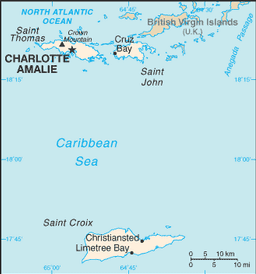 64 45
NORTH ATLANTIC
OCEAN
British Virgin Islands
(U.K.)
Saint
Thomas
Crown
Mountain
Cruz
Bay
Anegada Passage
CHARLOTTE
AMALIE
Saint
John
18 15
18 15
Caribbean
Sea
18 00
18 00
Saint Croix
17 45
Christiansted
17 45
Limetree Bay
0 5 10 km
0 5 10 mi
65 00
64 45